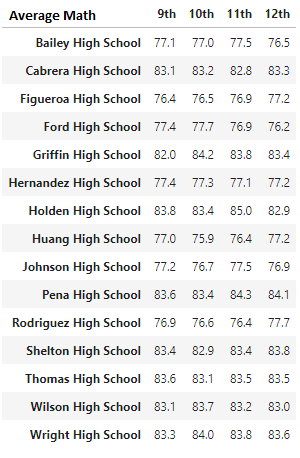 Average Math 9th 10th 11th 12th
Bailey High School 77.1 77.0 77.5 76.5
Cabrera High School 83.1 83.2 82.8 83.3
Figueroa High School 76.4 76.5 76.9 77.2
Ford High School 77.4 77.7 76.9 76.2
Griffin High School 82.0 84.2 83.8 83.4
Hernandez High School 77.4 77.3 77.1 77.2
Holden High School 83.8 83.4 85.0 82.9
Huang High School 77.0 75.9 76.4 77.2
Johnson High School 77.2 76.7 77.5 76.9
Pena High School 83.6 83.4 84.3 84.1
Rodriguez High School 76.9 76.6 76.4 77.7
Shelton High School 83.4 82.9 83.4 83.8
Thomas High School 83.6 83.1 83.5 83.5
Wilson High School 83.1 83.7 83.2 83.0
Wright High School 83.3 84.0 83.8 83.6